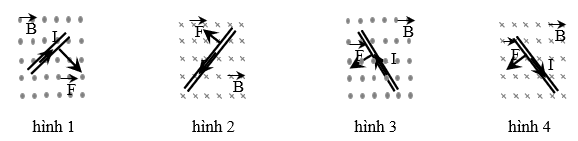 B I F
F B
B F I
B F I
hình 1 hình 2 hình 3 hình 4